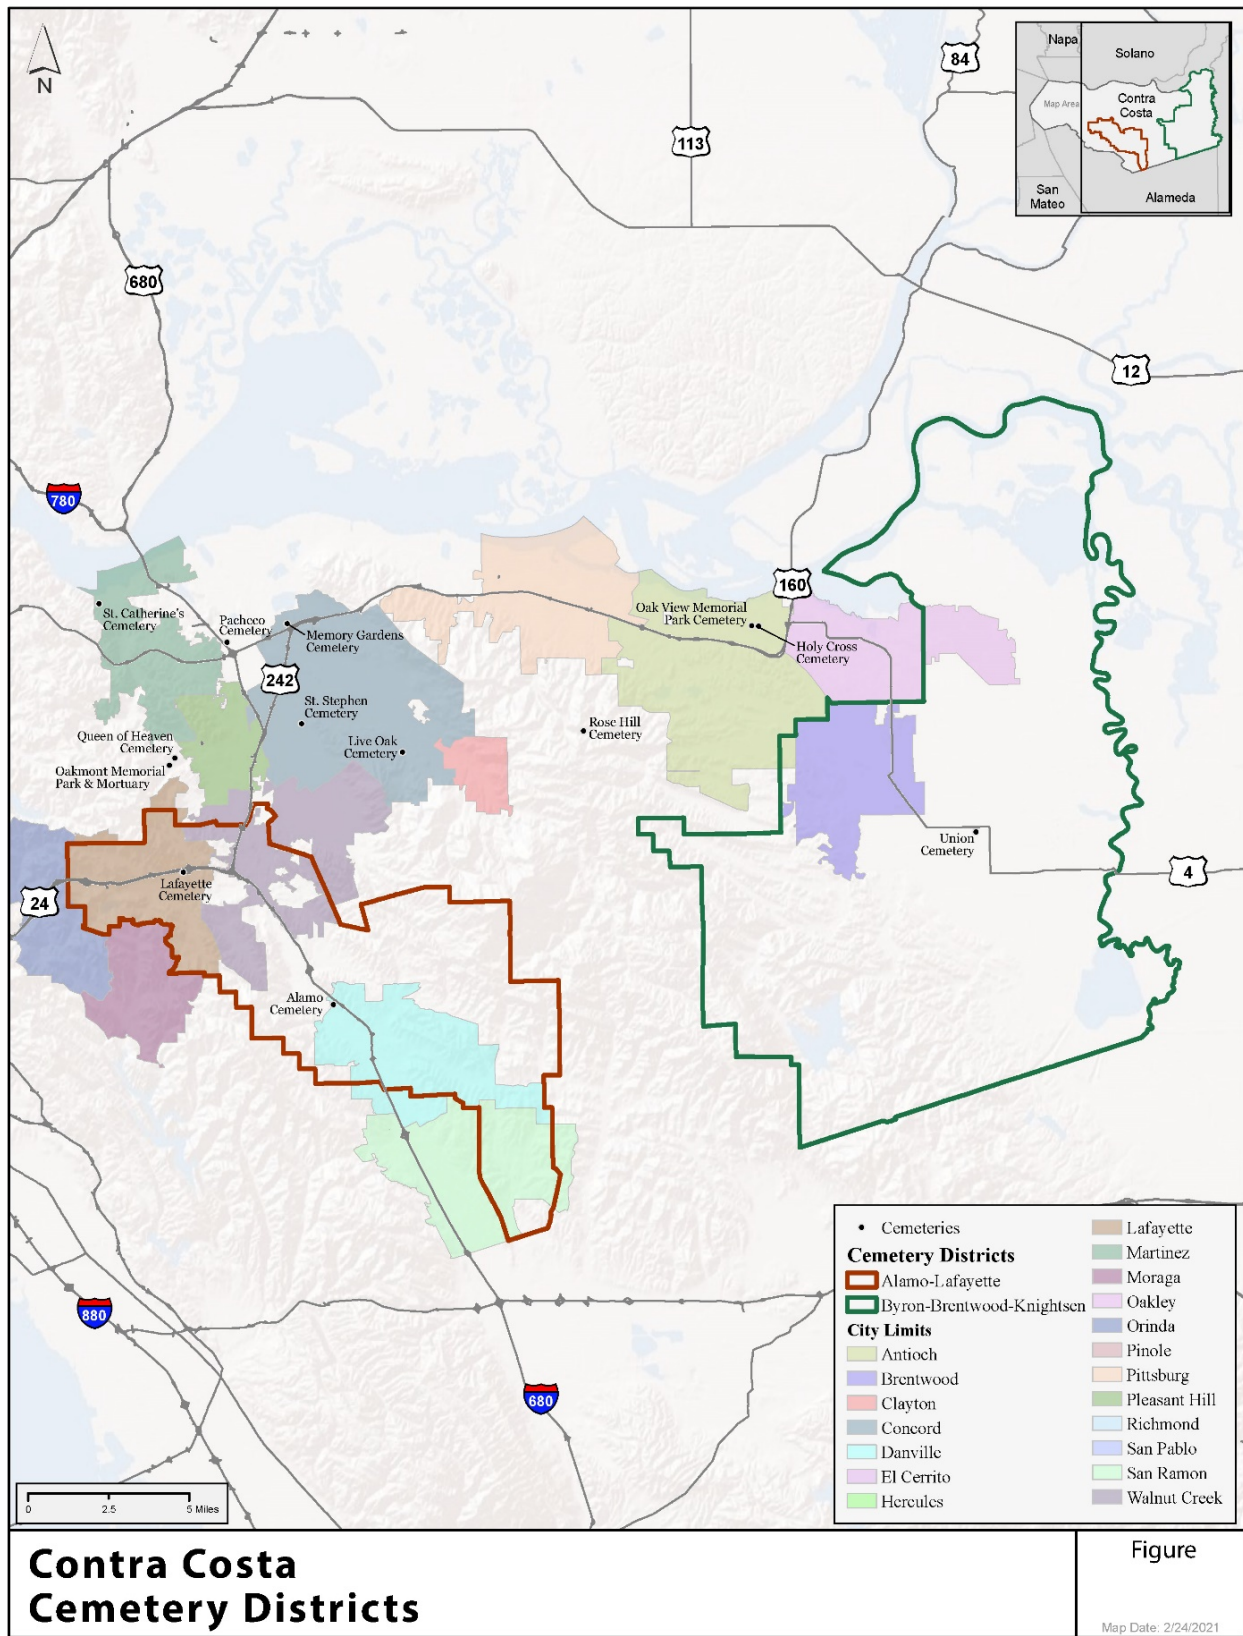 N
84
113
680
12
780
160
242
24
4
880
680
Napa
Solano
Map Area
Contra
Costa
San
Mateo
Alameda
St. Catherine's
Cemetery
Pacheco
Cemetery
Memory Gardens
Cemetery
Oak View Memorial
Park Cemetery
Holy Cross
Cemetery
St. Stephen
Cemetery
Live Oak
Cemetery
Rose Hill
Cemetery
Queen of Heaven
Cemetery
Oakmont Memorial
Park & Mortuary
Union
Cemetery
Lafayette
Cemetery
Alamo
Cemetery
Cemeteries
Cemetery Districts
Alamo-Lafayette
Byron-Brentwood-Knightsen
City Limits
Antioch
Brentwood
Clayton
Concord
Danville
El Cerrito
Hercules
Lafayette
Martinez
Moraga
Oakley
Orinda
Pinole
Pittsburg
Pleasant Hill
Richmond
San Pablo
San Ramon
Walnut Creek
0 2.5 5 Miles
Contra Costa
Cemetery Districts
Figure
Map Date: 2/24/2021